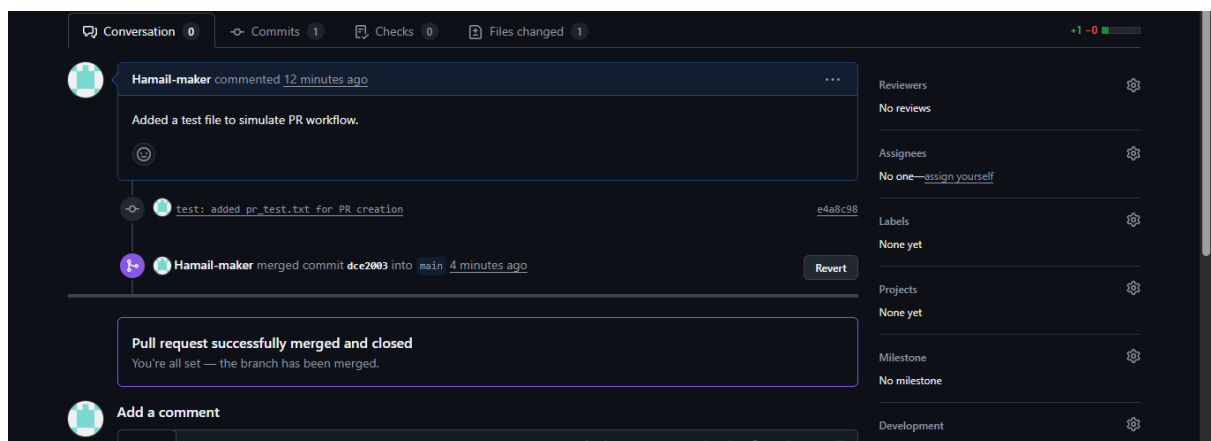 Conversation 0 Commits 1 Checks 0 Files changed 1 +1 −0
Hamail-maker commented 12 minutes ago
Added a test file to simulate PR workflow.
test: added pr_test.txt for PR creation e4a8c98
Hamail-maker merged commit dce2003 into main 4 minutes ago
Revert
Pull request successfully merged and closed
You're all set — the branch has been merged.
Add a comment
Reviewers
No reviews
Assignees
No one—assign yourself
Labels
None yet
Projects
None yet
Milestone
No milestone
Development